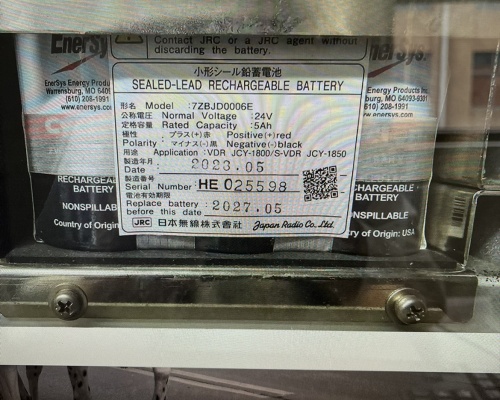 EnerSys
EnerSys Energy Products
Warrensburg, MO 64093
(610) 208-1991
www.enersys.com
RECHARGEABLE
BATTERY
NONSPILLABLE
Country of Origin:
Contact JRC or a JRC agent without
discarding the battery.
小形シール鉛蓄電池
SEALED-LEAD RECHARGEABLE BATTERY
形名 Model :7ZBJD0006E
公称電圧 Normal Voltage :24V
定格容量 Rated Capacity :5Ah
極性 プラス(+)赤 Positive(+)red
Polarity : マイナス(-)黒 Negative(-)black
用途 Application :VDR JCY-1800/S-VDR JCY-1850
製造年月
Date : 2023.05
製造番号
Serial Number : HE 025598
電池有効期限
Replace battery : 2027.05
before this date
JRC 日本無線株式会社 Japan Radio Co., Ltd.
Energy Products Inc.
MO 64093-9301
(610) 208-1991
RECHARGEABLE
BATTERY
NONSPILLABLE
Country of Origin: USA